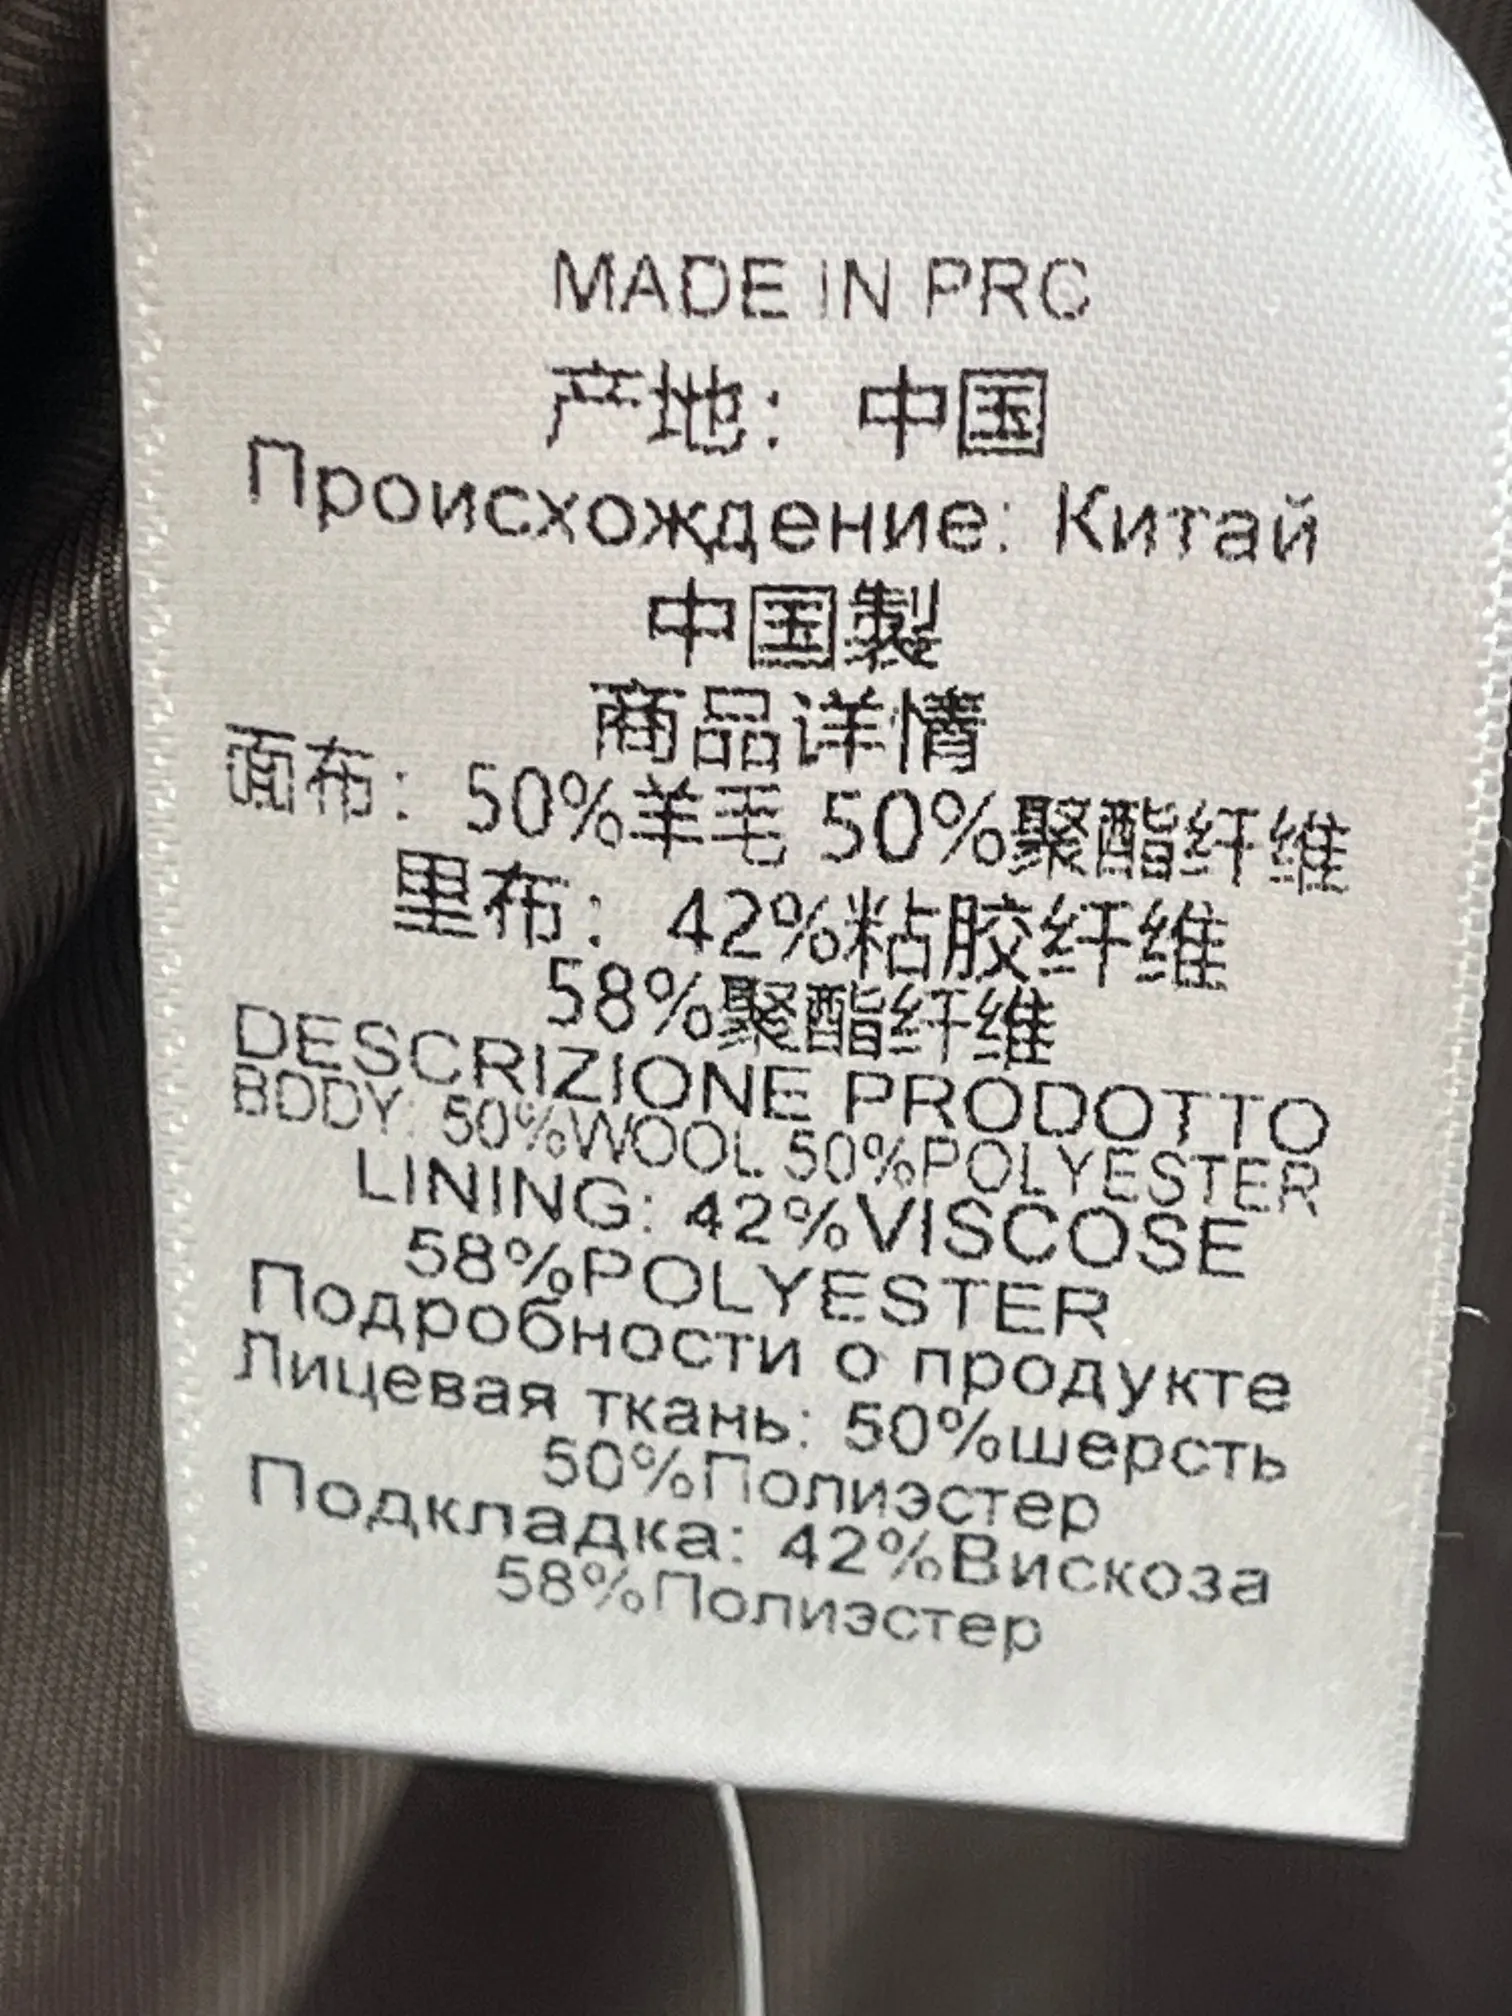 MADE IN PRC
产地：中国
Происхождение: Китай
中国製
商品详情
面布：50%羊毛 50%聚酯纤维
里布：42%粘胶纤维
58%聚酯纤维
DESCRIZIONE PRODOTTO
BODY: 50%WOOL 50%POLYESTER
LINING: 42%VISCOSE
58%POLYESTER
Подробности о продукте
Лицевая ткань: 50%шерсть
50%Полиэстер
Подкладка: 42%Вискоза
58%Полиэстер